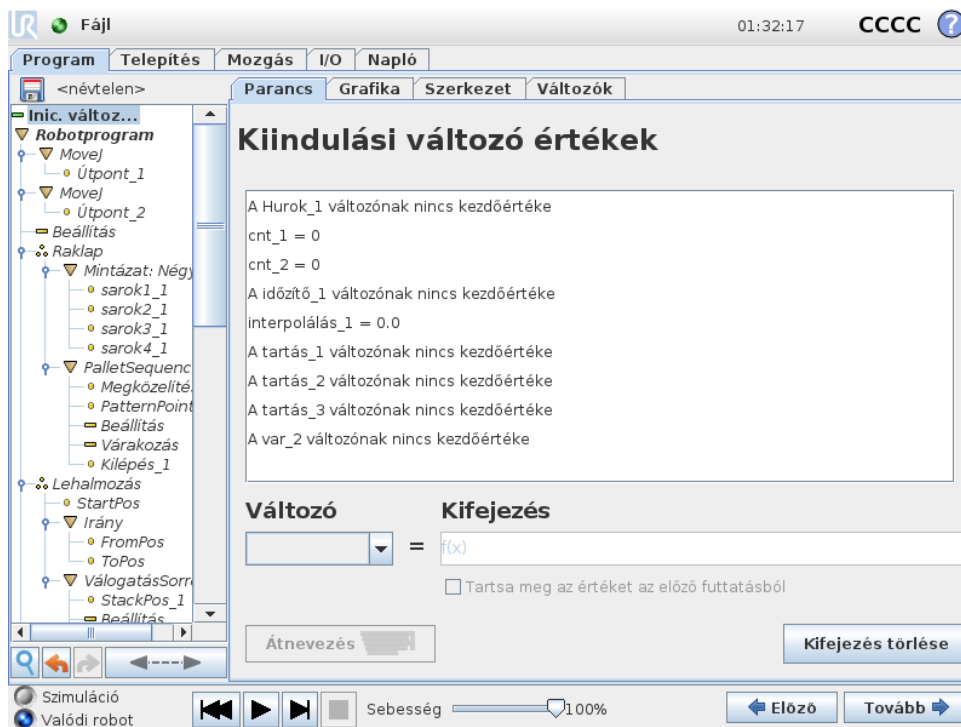 Fájl
01:32:17
CCCC
?
Program
Telepítés
Mozgás
I/O
Napló
<névtelen>
Parancs
Grafika
Szerkezet
Változók
Inic. változ...
Robotprogram
MoveJ
Útpont_1
MoveJ
Útpont_2
Beállítás
Raklap
Mintázat: Négy
sarok1_1
sarok2_1
sarok3_1
sarok4_1
PalletSequenc
Megközelítés
PatternPoint
Beállítás
Várakozás
Kilépés_1
Lehalmozás
StartPos
Irány
FromPos
ToPos
VálogatásSorr
StackPos_1
Beállítás
Kiindulási változó értékek
A Hurok_1 változónak nincs kezdőértéke
cnt_1 = 0
cnt_2 = 0
A időzítő_1 változónak nincs kezdőértéke
interpolálás_1 = 0.0
A tartás_1 változónak nincs kezdőértéke
A tartás_2 változónak nincs kezdőértéke
A tartás_3 változónak nincs kezdőértéke
A var_2 változónak nincs kezdőértéke
Változó
Kifejezés
=
f(x)
Tartsa meg az értéket az előző futtatásból
Átnevezés
Kifejezés törlése
Szimuláció
Valódi robot
Sebesség
100%
Előző
Tovább